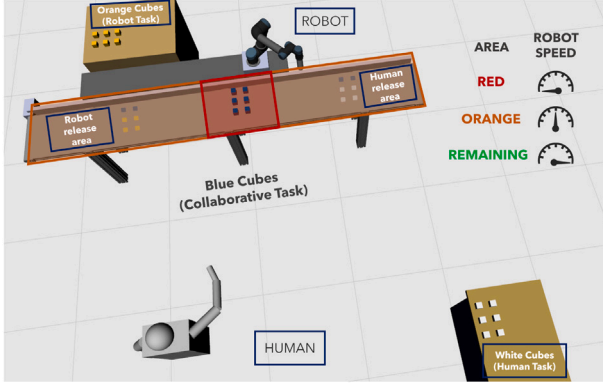 Orange Cubes
(Robot Task)
ROBOT
AREA
ROBOT
SPEED
Human
release
area
RED
Robot
release
area
ORANGE
REMAINING
Blue Cubes
(Collaborative Task)
HUMAN
White Cubes
(Human Task)